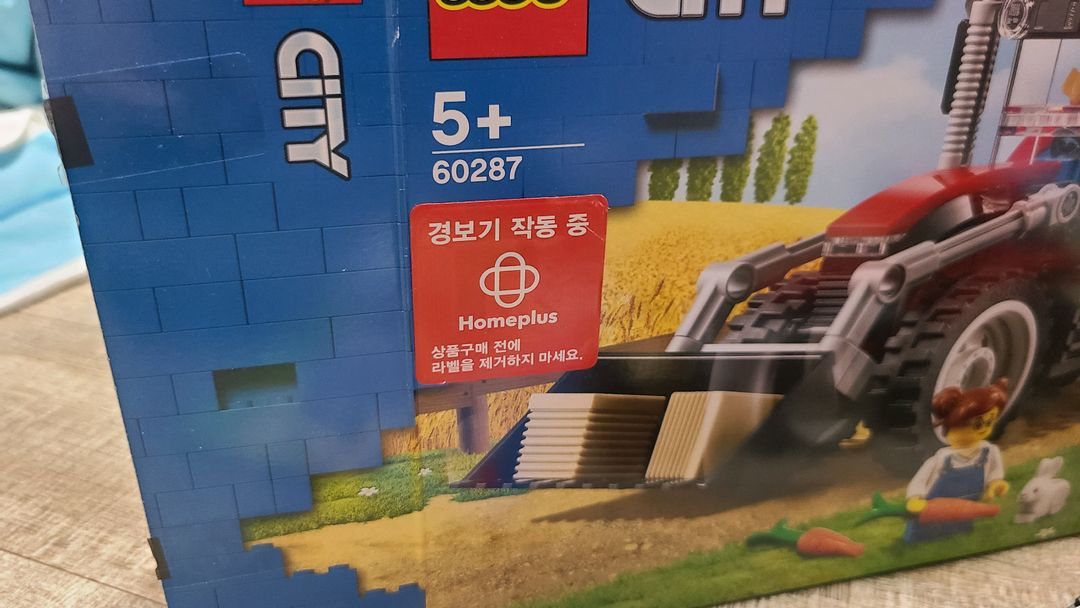 CITY
CITY
5+
60287
경보기 작동 중
Homeplus
상품구매 전에
라벨을 제거하지 마세요.